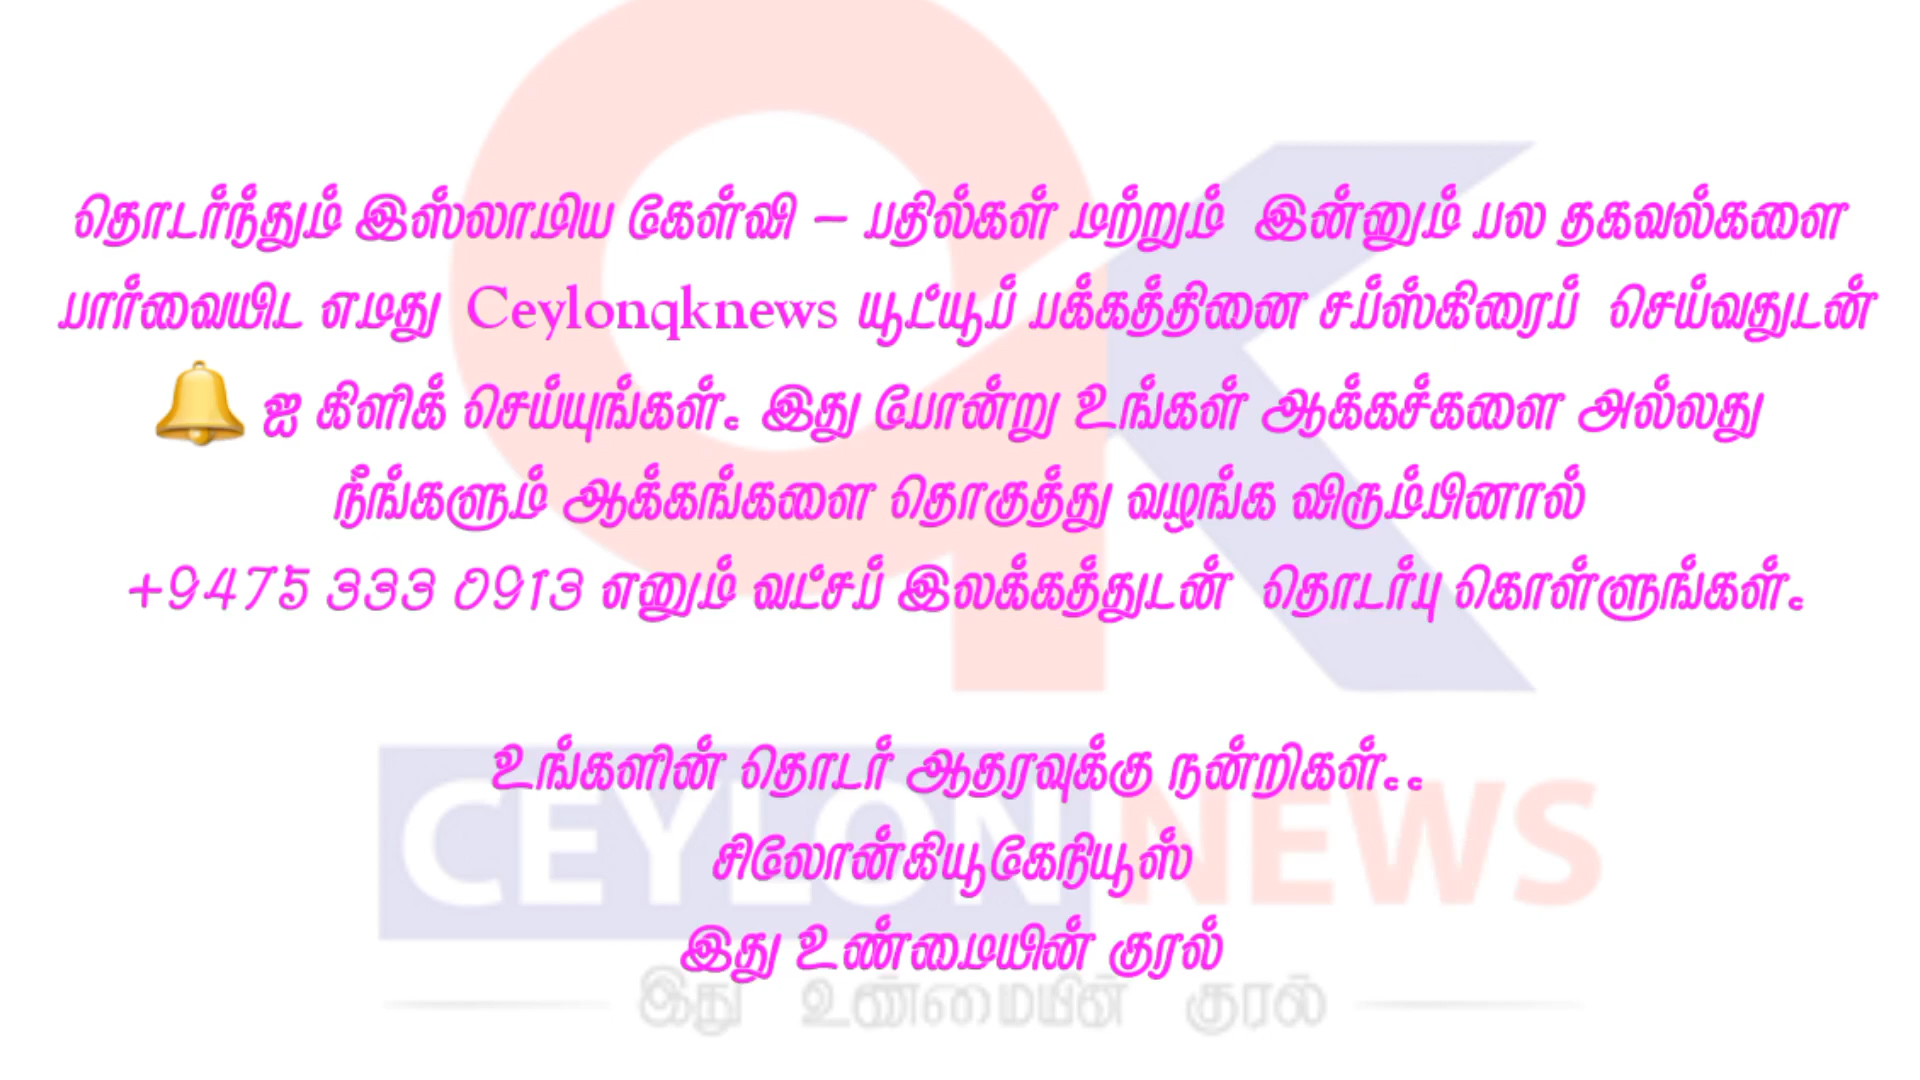 தொடர்ந்தும் இஸ்லாமிய கேள்வி – பதில்கள் மற்றும் இன்னும் பல தகவல்களை
பார்வையிட எமது Ceylonqknews யூட்யூப் பக்கத்தினை சப்ஸ்கிரைப் செய்வதுடன்
🔔 ஐ கிளிக் செய்யுங்கள். இது போன்று உங்கள் ஆக்கச்களை அல்லது
நீங்களும் ஆக்கங்களை தொகுத்து வழங்க விரும்பினால்
+9475 333 0913 எனும் வட்சப் இலக்கத்துடன் தொடர்பு கொள்ளுங்கள்.
உங்களின் தொடர் ஆதரவுக்கு நன்றிகள்..
சிலோன்கியூகேநியூஸ்
இது உண்மையின் குரல்
QK
CEYLON NEWS
இது உண்மையின் குரல்